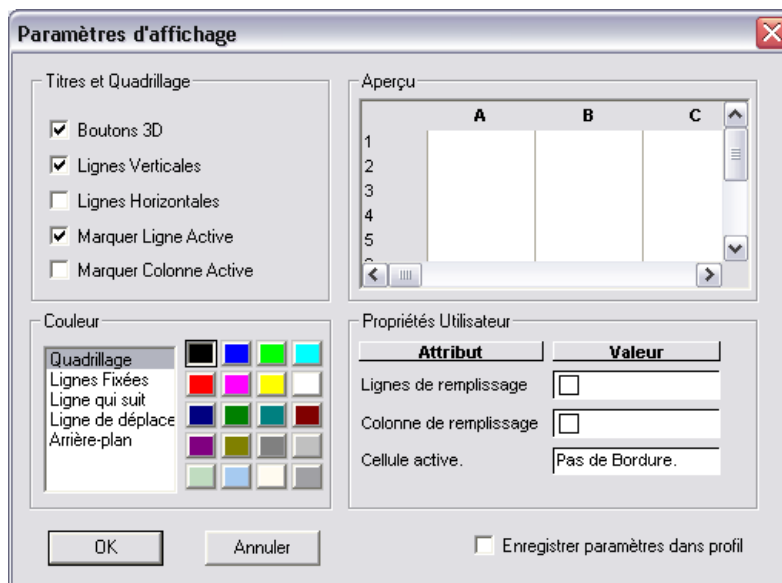 Paramètres d'affichage
Titres et Quadrillage
Boutons 3D
Lignes Verticales
Lignes Horizontales
Marquer Ligne Active
Marquer Colonne Active
Aperçu
A B C
1
2
3
4
5
Couleur
Quadrillage
Lignes Fixées
Ligne qui suit
Ligne de déplace
Arrière-plan
Propriétés Utilisateur
Attribut Valeur
Lignes de remplissage
Colonne de remplissage
Cellule active. Pas de Bordure.
OK
Annuler
Enregistrer paramètres dans profil